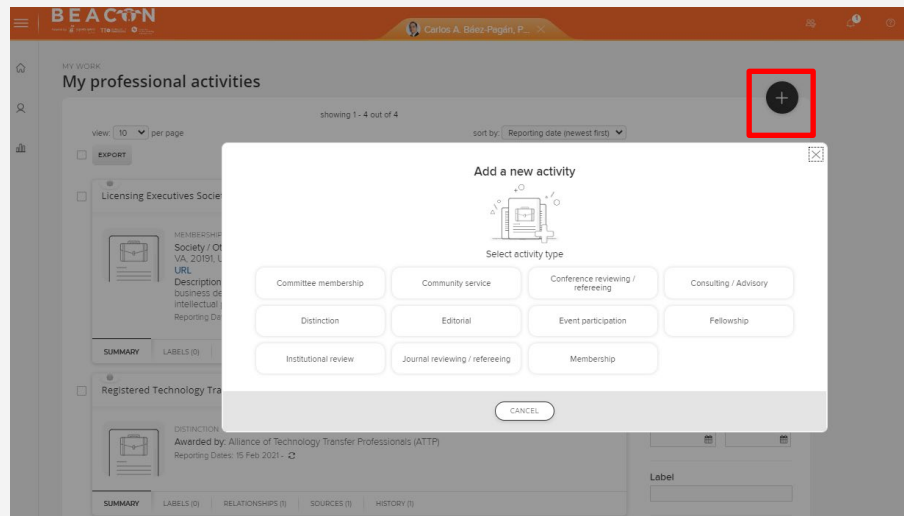 BEACON
Carlos A. Báez-Pagán, P...
MY WORK
My professional activities
showing 1 - 4 out of 4
view: 10 per page
sort by: Reporting date (newest first)
EXPORT
Licensing Executives Socie
MEMBERSHIP
Society / Or
VA, 20191, U
URL
Description
business de
intellectual
Reporting Da
SUMMARY LABELS (0)
Add a new activity
Select activity type
Committee membership
Community service
Conference reviewing /
refereeing
Consulting / Advisory
Distinction
Editorial
Event participation
Fellowship
Institutional review
Journal reviewing / refereeing
Membership
CANCEL
Registered Technology Tra
DISTINCTION
Awarded by: Alliance of Technology Transfer Professionals (ATTP)
Reporting Dates: 15 Feb 2021 -
SUMMARY LABELS (0) RELATIONSHIPS (1) SOURCES (1) HISTORY (1)
Label